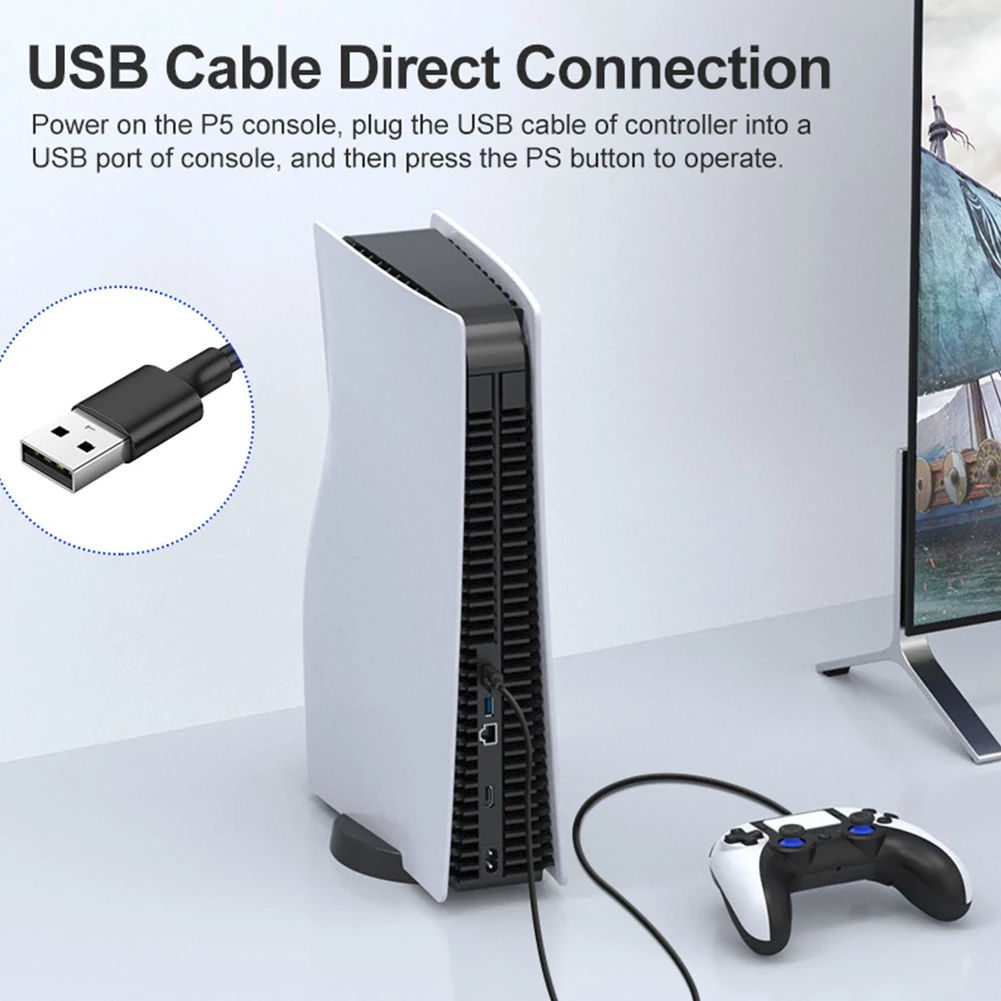 USB Cable Direct Connection
Power on the P5 console, plug the USB cable of controller into a
USB port of console, and then press the PS button to operate.